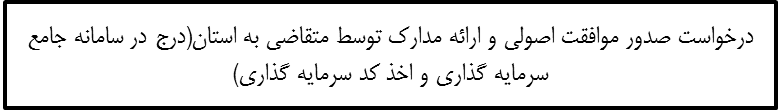 درخواست صدور موافقت اصولی و ارائه مدارک توسط متقاضی به استان(درج در سامانه جامع
سرمایه گذاری و اخذ کد سرمایه گذاری)